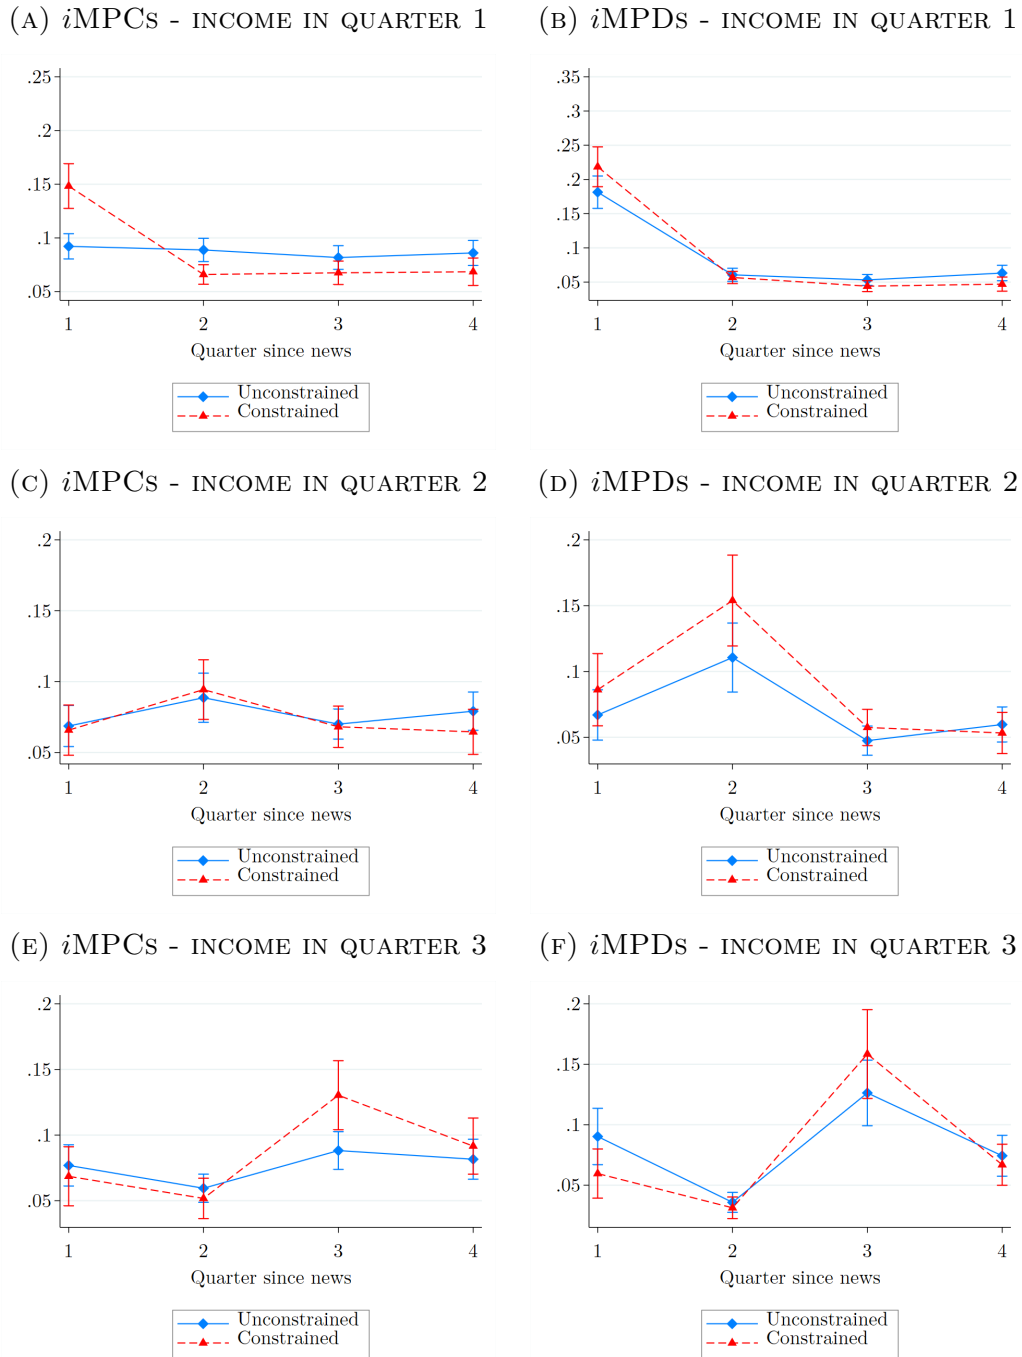 (A) iMPCs - INCOME IN QUARTER 1
.25
.2
.15
.1
.05
1 2 3 4
Quarter since news
Unconstrained
Constrained
(B) iMPDs - INCOME IN QUARTER 1
.35
.3
.25
.2
.15
.1
.05
1 2 3 4
Quarter since news
Unconstrained
Constrained
(C) iMPCs - INCOME IN QUARTER 2
.2
.15
.1
.05
1 2 3 4
Quarter since news
Unconstrained
Constrained
(D) iMPDs - INCOME IN QUARTER 2
.2
.15
.1
.05
1 2 3 4
Quarter since news
Unconstrained
Constrained
(E) iMPCs - INCOME IN QUARTER 3
.2
.15
.1
.05
1 2 3 4
Quarter since news
Unconstrained
Constrained
(F) iMPDs - INCOME IN QUARTER 3
.2
.15
.1
.05
1 2 3 4
Quarter since news
Unconstrained
Constrained